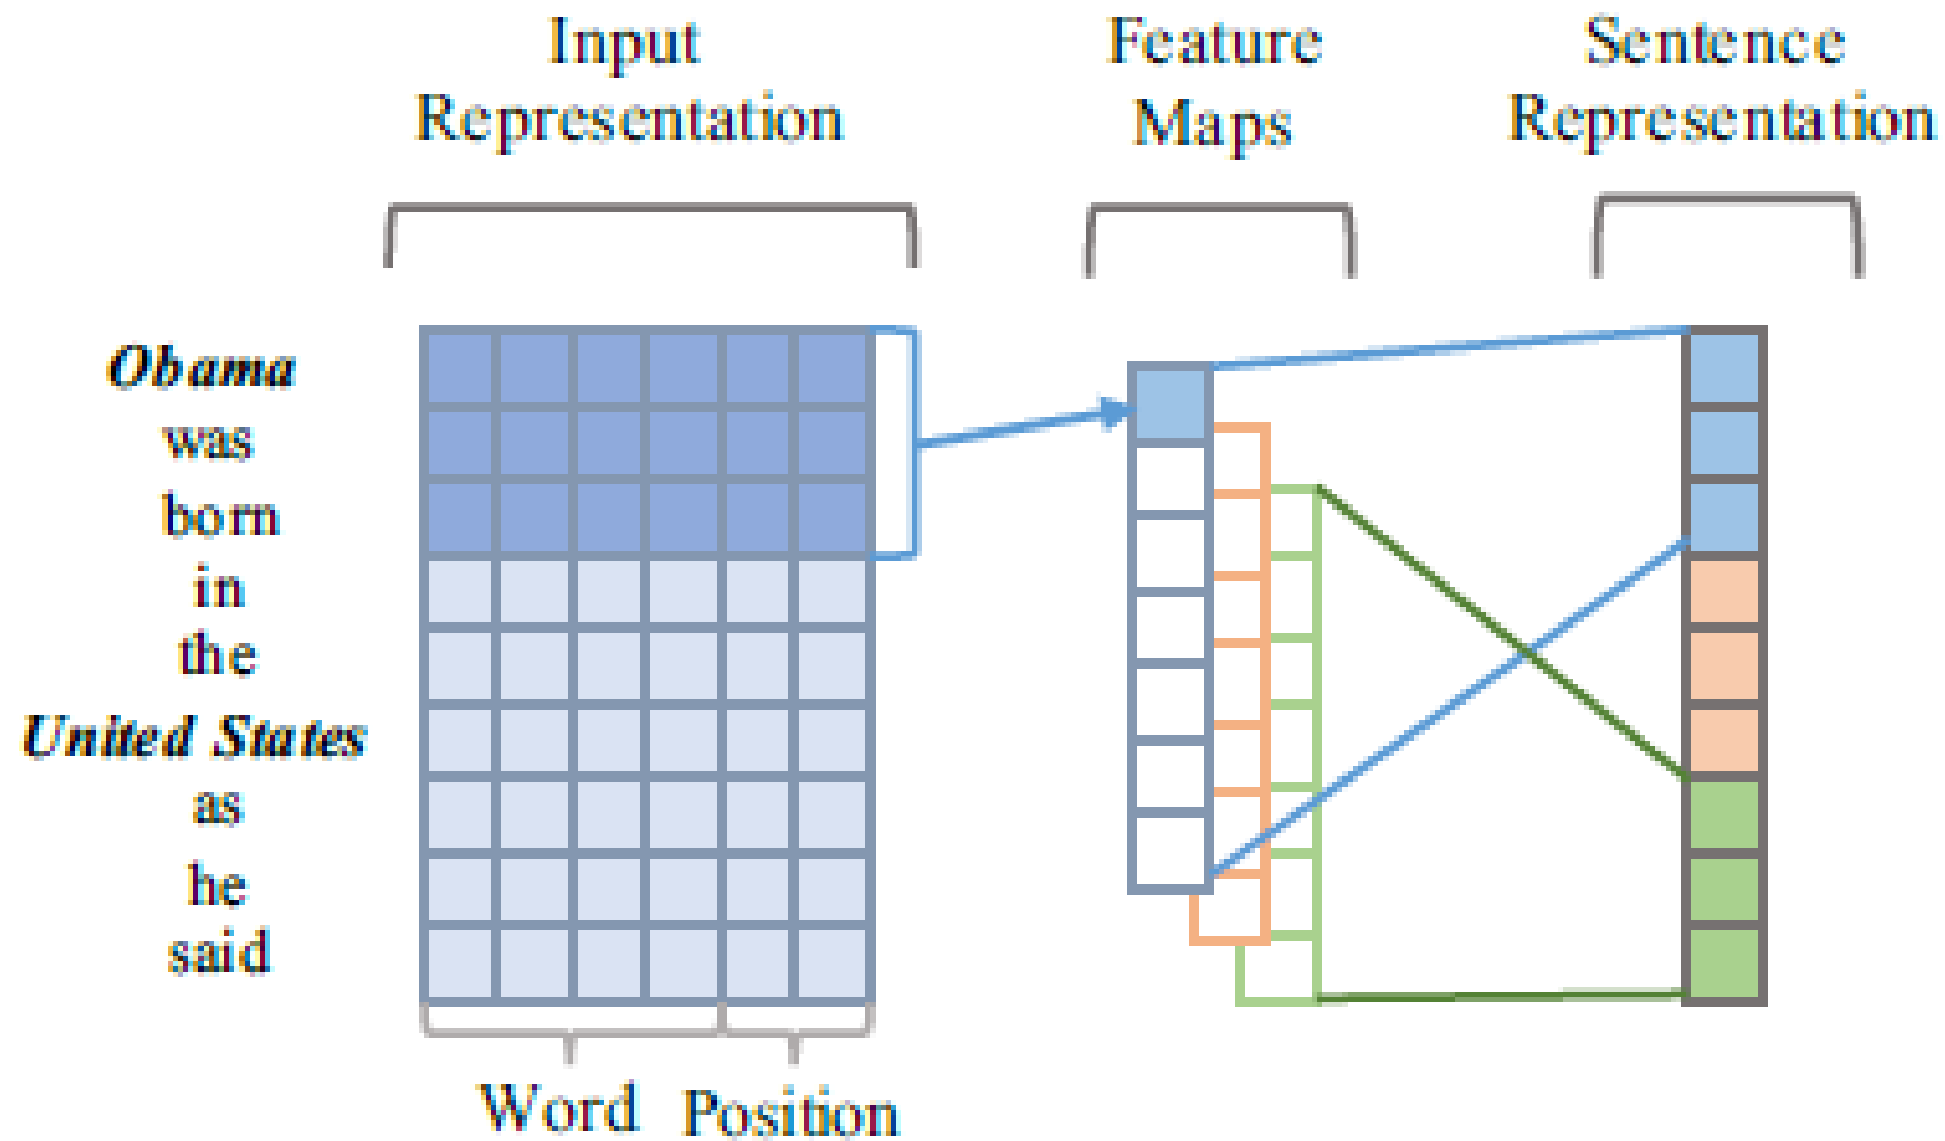 Input
Representation
Feature
Maps
Sentence
Representation
Obama
was
born
in
the
United States
as
he
said
Word
Position